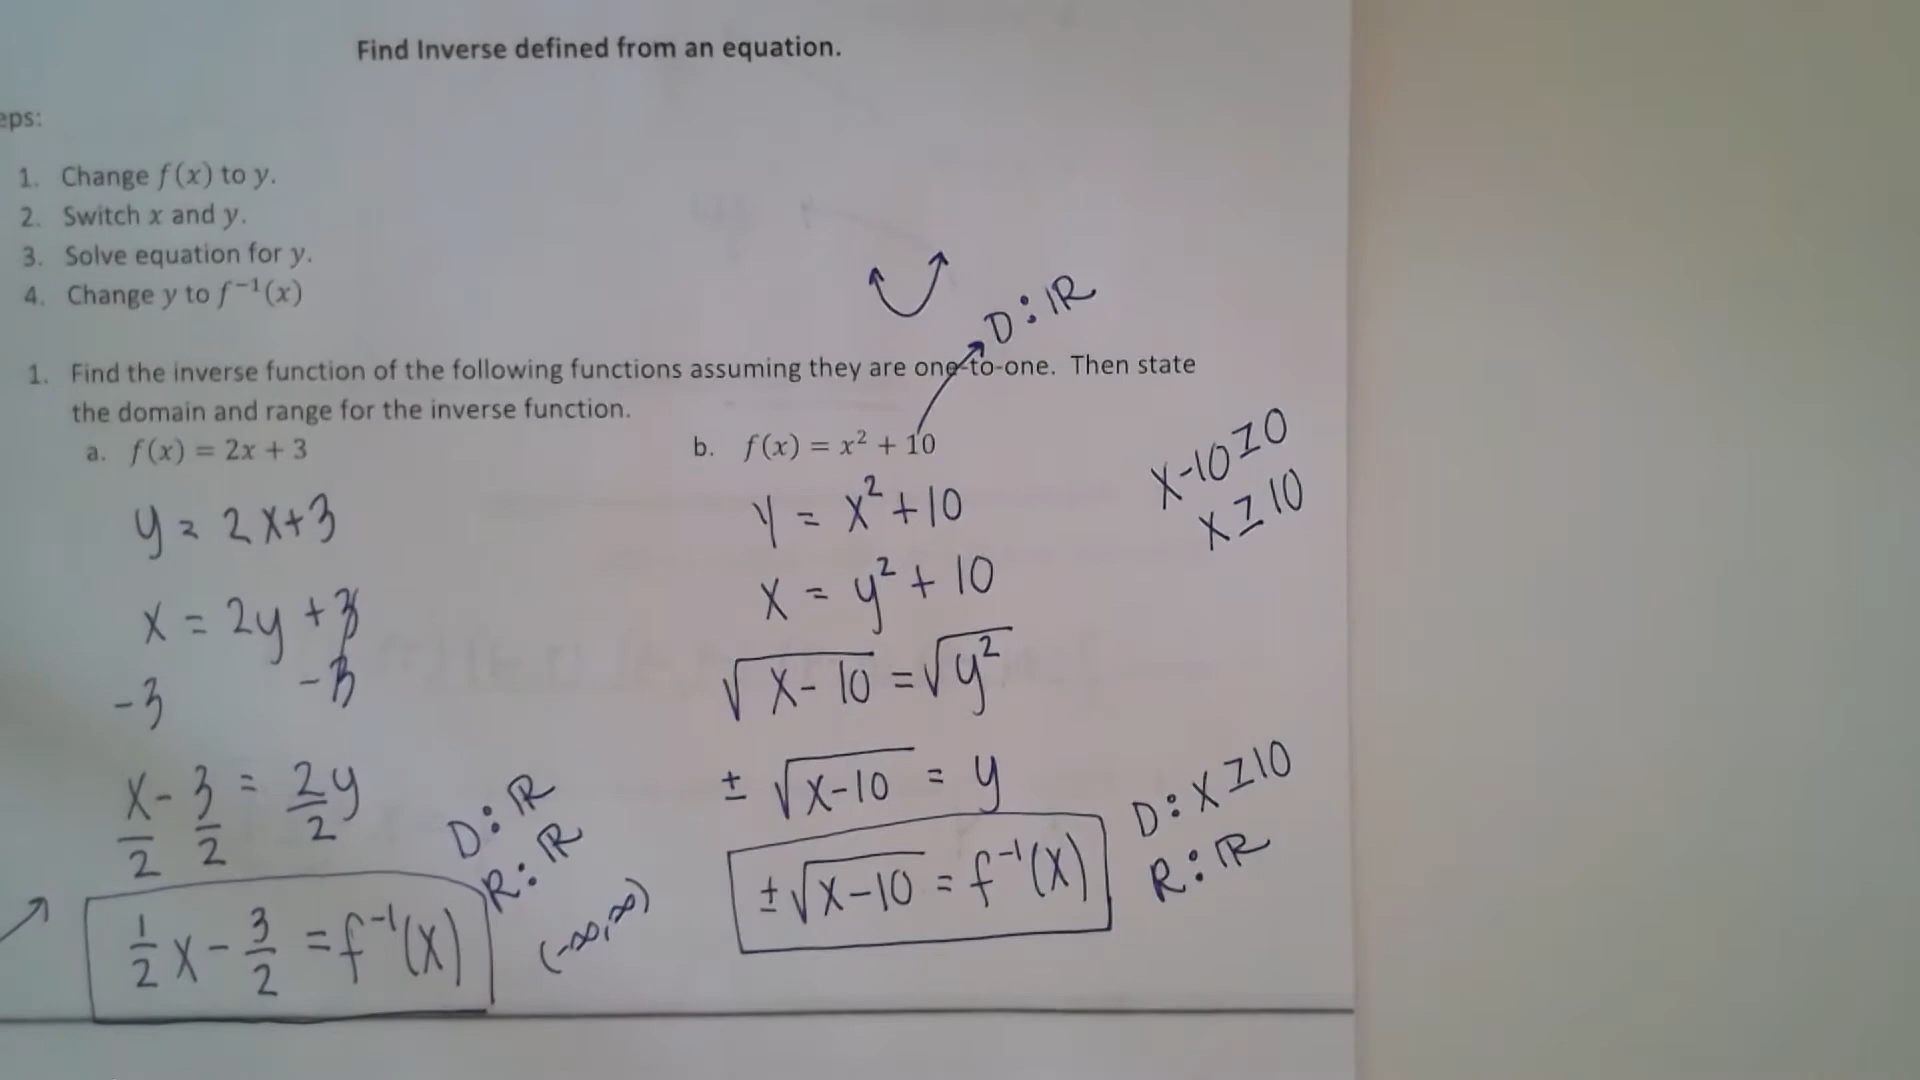 Find Inverse defined from an equation.
eps:
1. Change f(x) to y.
2. Switch x and y.
3. Solve equation for y.
4. Change y to f⁻¹(x)
D: ℝ
1. Find the inverse function of the following functions assuming they are one-to-one. Then state
the domain and range for the inverse function.
a. f(x) = 2x + 3
y = 2x+3
x = 2y + 3
-3 -3
x/2 - 3/2 = 2y/2
D: ℝ
R: ℝ
(-∞,∞)
1/2 x - 3/2 = f⁻¹(x)
b. f(x) = x² + 10
y = x² + 10
x = y² + 10
√(x-10) = √(y²)
± √(x-10) = y
± √(x-10) = f⁻¹(x)
x-10 ≥ 0
x ≥ 10
D: x ≥ 10
R: ℝ